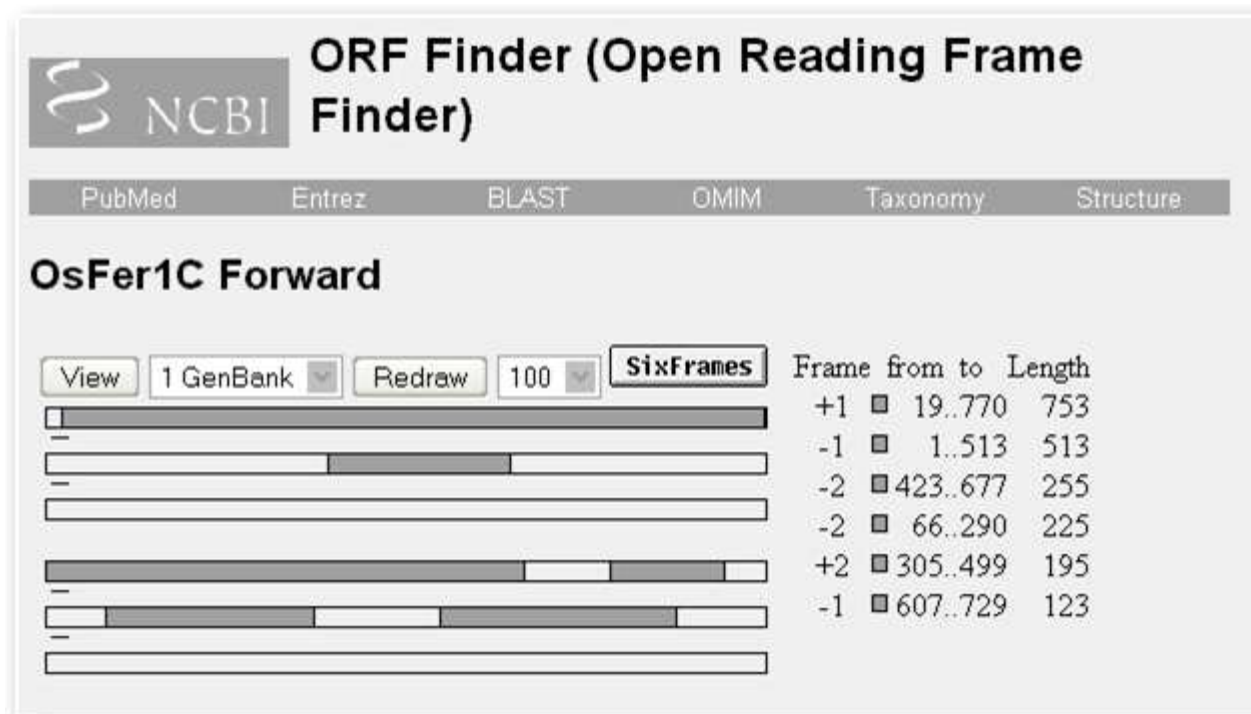 NCBI
ORF Finder (Open Reading Frame
Finder)
PubMed Entrez BLAST OMIM Taxonomy Structure
OsFer1C Forward
View 1 GenBank Redraw 100 SixFrames
Frame from to Length
+1 19..770 753
-1 1..513 513
-2 423..677 255
-2 66..290 225
+2 305..499 195
-1 607..729 123